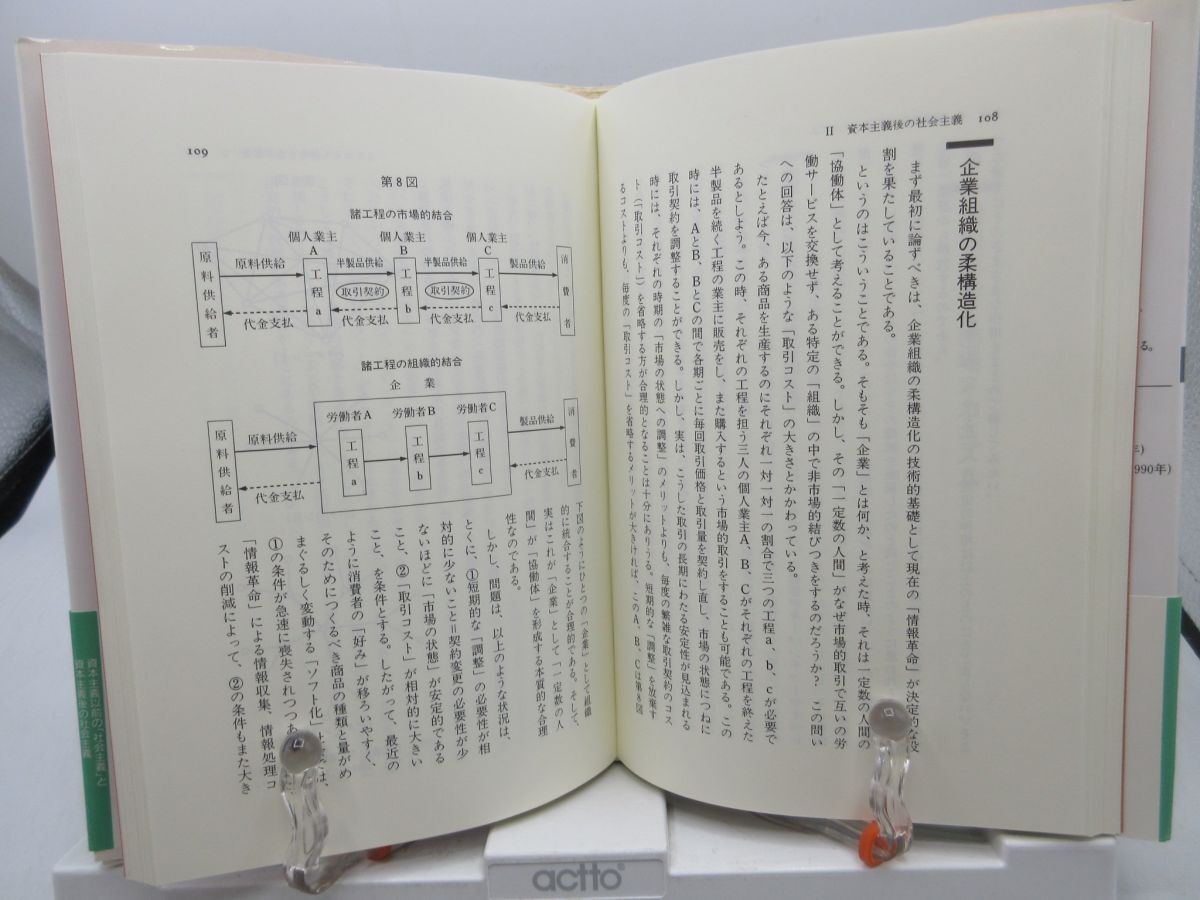 II 資本主義後の社会主義 108
企業組織の柔構造化
まず最初に論ずべきは、企業組織の柔構造化の技術的基礎として現在の「情報革命」が決定的な役
割を果たしていることである。
というのはこういうことである。そもそも「企業」とは何か、と考えた時、それは一定数の人間の
「協働体」として考えることができる。しかし、その「一定数の人間」がなぜ市場的取引で互いの労
働サービスを交換せず、ある特定の「組織」の中で非市場的結びつきをするのだろうか? この問い
への回答は、以下のような「取引コスト」の大きさとかかわっている。
たとえば今、ある商品を生産するのにそれぞれ一対一対一の割合で三つの工程a、b、cが必要で
あるとしよう。この時、それぞれの工程を担う三人の個人業主A、B、Cがそれぞれの工程を終えた
半製品を続く工程の業主に販売をし、また購入するという市場的取引をすることも可能である。この
時には、AとB、BとCの間で各期ごとに毎回取引価格と取引量を契約し直し、市場の状態につねに
取引契約を調整することができる。しかし、実は、こうした取引の長期にわたる安定性が見込まれる
時には、それぞれの時期の「市場の状態への調整」のメリットよりも、毎度の繁雑な取引契約のコス
ト(「取引コスト」)を省略する方が合理的となることは十分にありうる。短期的な「調整」を放棄す
るコストよりも、毎度の「取引コスト」を省略するメリットが大きければ、このA、B、Cは第8図
109
第8図
諸工程の市場的結合
個人業主 個人業主 個人業主
A B C
原料供給者
原料供給
代金支払
工程a
半製品供給
取引契約
代金支払
工程b
半製品供給
取引契約
代金支払
工程c
製品供給
代金支払
消費者
諸工程の組織的結合
企業
労働者A 労働者B 労働者C
原料供給者
原料供給
代金支払
工程a
工程b
工程c
製品供給
代金支払
消費者
下図のようにひとつの「企業」として組織
的に統合することが合理的である。そして、
実はこれが「企業」として「一定数の人
間」が「協働体」を形成する本質的な合理
性なのである。
しかし、問題は、以上のような状況は、
とくに、①短期的な「調整」の必要性が相
対的に少ないこと=契約変更の必要性が少
ないほどに「市場の状態」が安定的である
こと、②「取引コスト」が相対的に大きい
こと、を条件とする。したがって、最近の
ように消費者の「好み」が移ろいやすく、
そのためにつくるべき商品の種類と量がめ
まぐるしく変動する「ソフト化」は、
①の条件が急速に喪失されつつあ
「情報革命」による情報収集、情報処理コ
ストの削減によって、②の条件もまた大き
資本主義以前の「社会主義」と
資本主義後の社会主義
る。
年)
990年)
actto